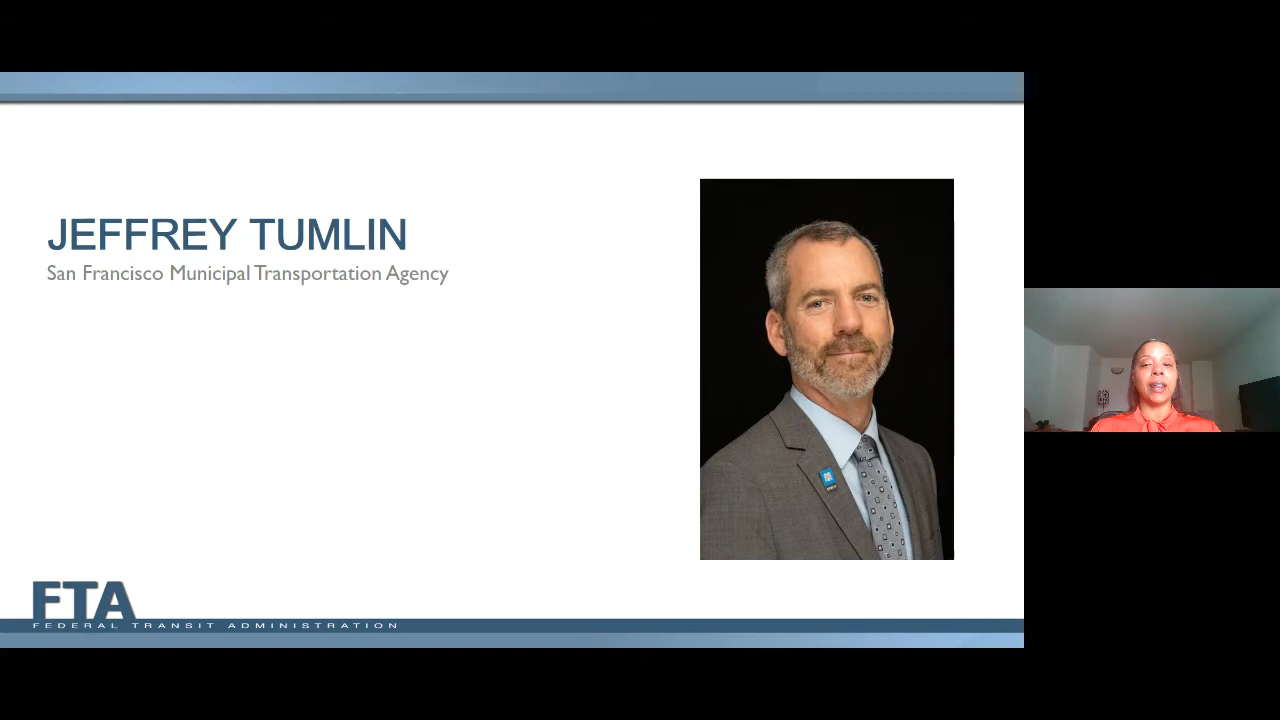 JEFFREY TUMLIN
San Francisco Municipal Transportation Agency
FTA
FEDERAL TRANSIT ADMINISTRATION